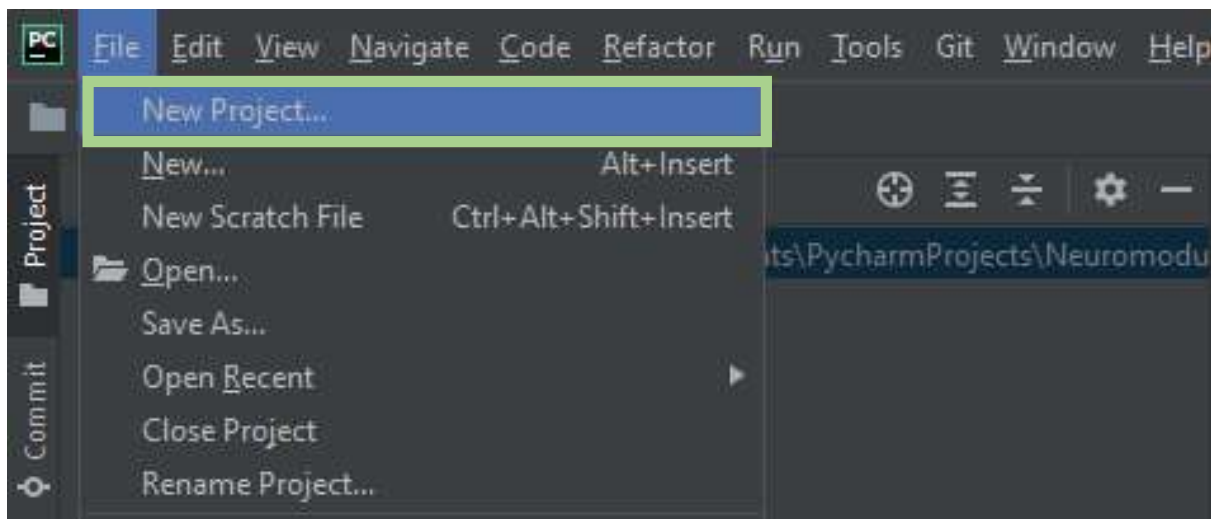 PC File Edit View Navigate Code Refactor Run Tools Git Window Help
New Project...
New... Alt+Insert
New Scratch File Ctrl+Alt+Shift+Insert
Open...
Save As...
Open Recent
Close Project
Rename Project...
ts\PycharmProjects\Neuromodu
Project
Commit